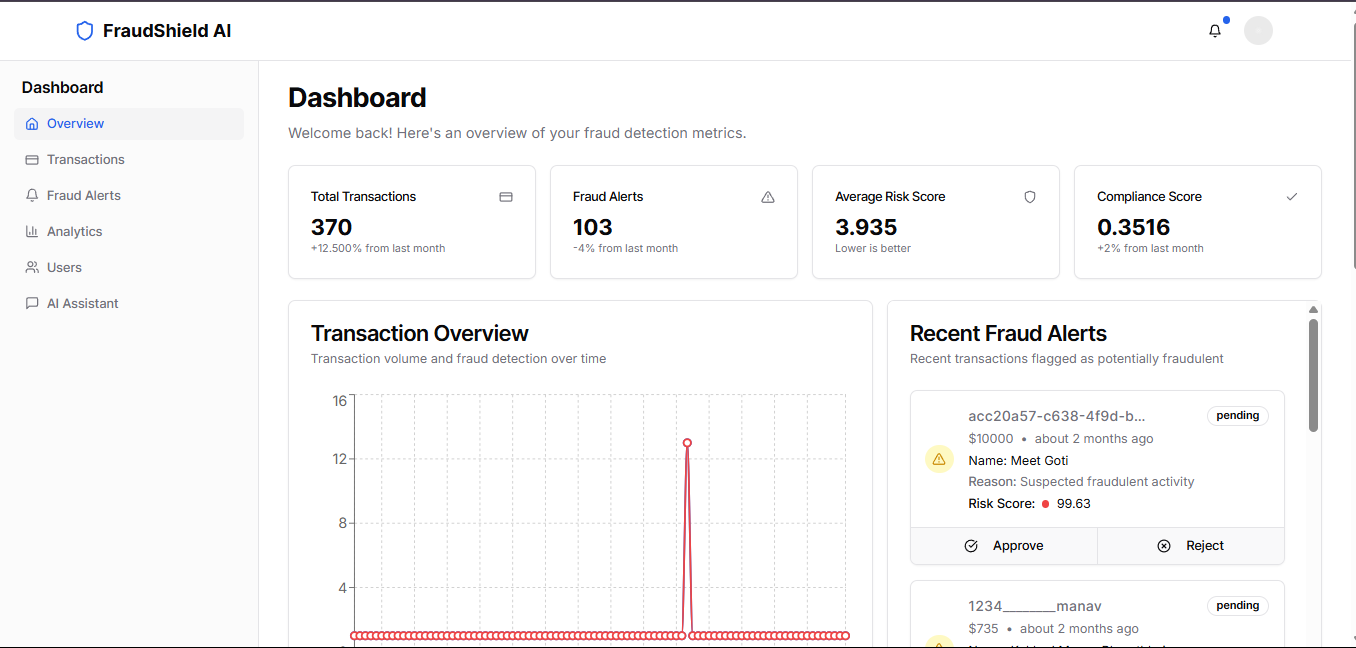 FraudShield AI
Dashboard
Overview
Transactions
Fraud Alerts
Analytics
Users
AI Assistant
Dashboard
Welcome back! Here's an overview of your fraud detection metrics.
Total Transactions
370
+12.500% from last month
Fraud Alerts
103
-4% from last month
Average Risk Score
3.935
Lower is better
Compliance Score
0.3516
+2% from last month
Transaction Overview
Transaction volume and fraud detection over time
16
12
8
4
Recent Fraud Alerts
Recent transactions flagged as potentially fraudulent
acc20a57-c638-4f9d-b...
pending
$10000 • about 2 months ago
Name: Meet Goti
Reason: Suspected fraudulent activity
Risk Score: 99.63
Approve
Reject
1234________manav
pending
$735 • about 2 months ago